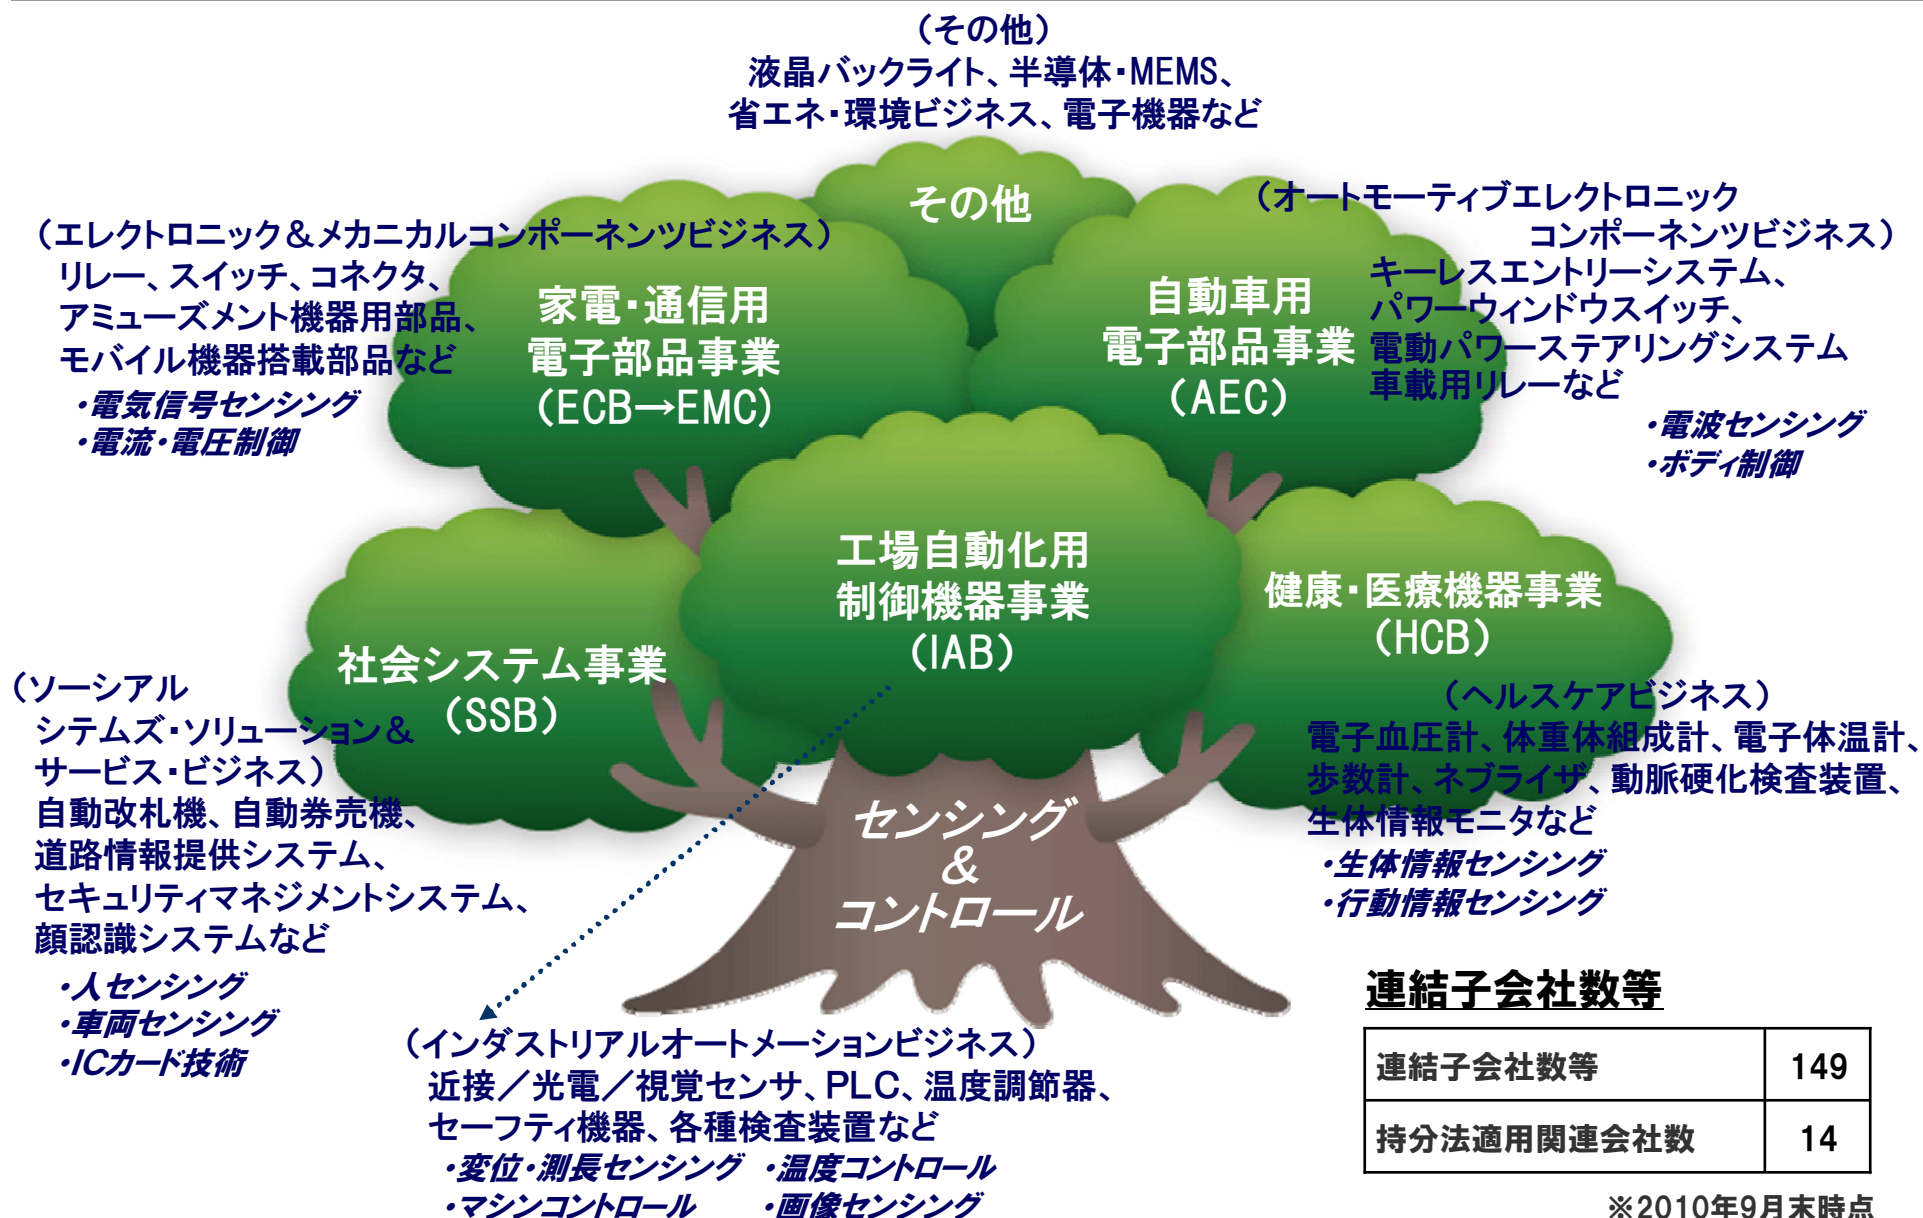 （その他）
液晶バックライト、半導体・MEMS、
省エネ・環境ビジネス、電子機器など
その他
（エレクトロニック＆メカニカルコンポーネンツビジネス）
リレー、スイッチ、コネクタ、
アミューズメント機器用部品、
モバイル機器搭載部品など
・電気信号センシング
・電流・電圧制御
家電・通信用
電子部品事業
（ECB→EMC）
（オートモーティブエレクトロニック
コンポーネンツビジネス）
キーレスエントリーシステム、
パワーウィンドウスイッチ、
電動パワーステアリングシステム
車載用リレーなど
・電波センシング
・ボディ制御
自動車用
電子部品事業
（AEC）
工場自動化用
制御機器事業
（IAB）
健康・医療機器事業
（HCB）
（ヘルスケアビジネス）
電子血圧計、体重体組成計、電子体温計、
歩数計、ネブライザ、動脈硬化検査装置、
生体情報モニタなど
・生体情報センシング
・行動情報センシング
社会システム事業
（SSB）
（ソーシアル
システムズ・ソリューション＆
サービス・ビジネス）
自動改札機、自動券売機、
道路情報提供システム、
セキュリティマネジメントシステム、
顔認識システムなど
・人センシング
・車両センシング
・ICカード技術
センシング
＆
コントロール
（インダストリアルオートメーションビジネス）
近接／光電／視覚センサ、PLC、温度調節器、
セーフティ機器、各種検査装置など
・変位・測長センシング ・温度コントロール
・マシンコントロール ・画像センシング
連結子会社数等
連結子会社数等 149
持分法適用関連会社数 14
※2010年9月末時点